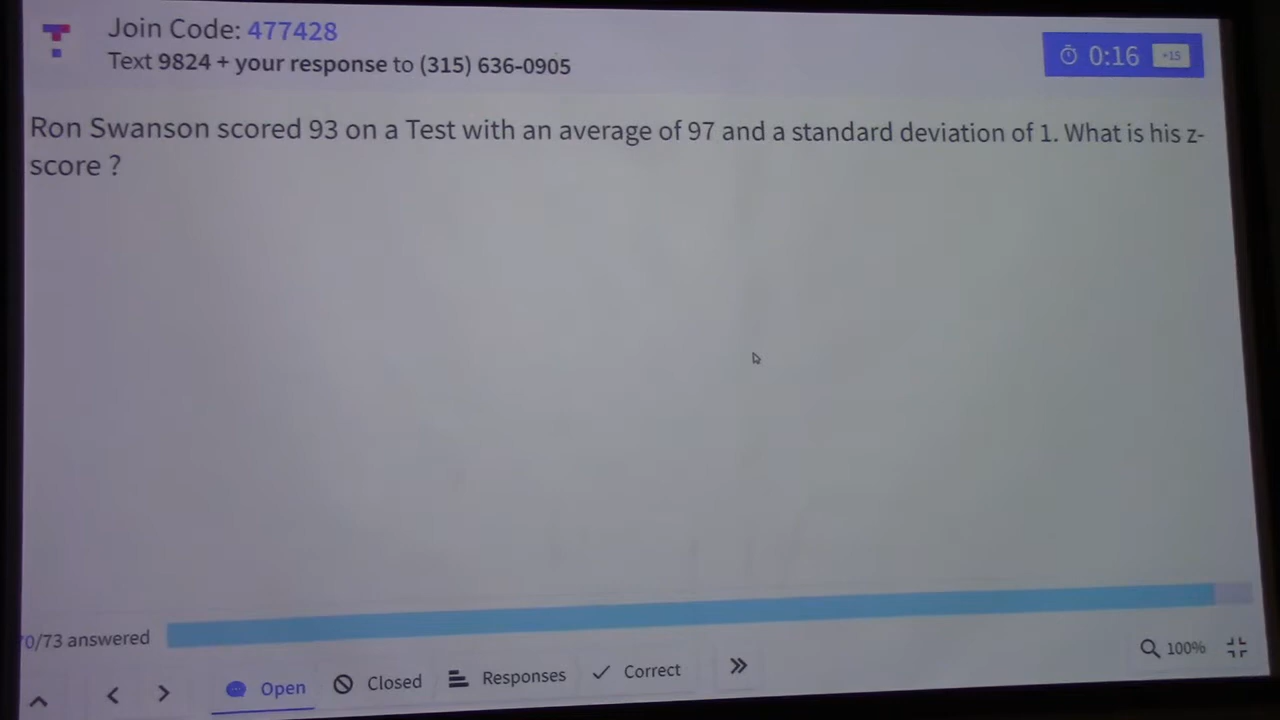 Join Code: 477428
Text 9824 + your response to (315) 636-0905
0:16 +15
Ron Swanson scored 93 on a Test with an average of 97 and a standard deviation of 1. What is his z-
score ?
0/73 answered
100%
Open Closed Responses Correct